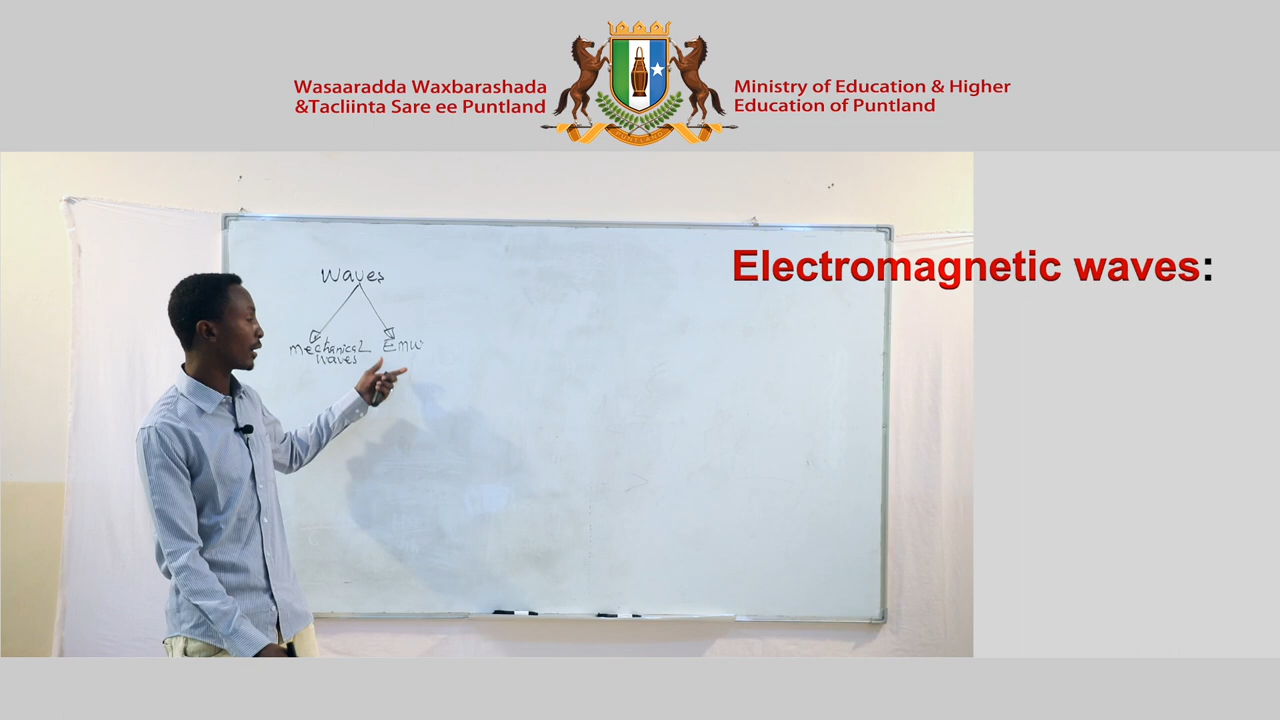 Wasaaradda Waxbarashada
&Tacliinta Sare ee Puntland
Ministry of Education & Higher
Education of Puntland
PUNTLAND
Electromagnetic waves:
Waves
Mechanical
Waves
EMW